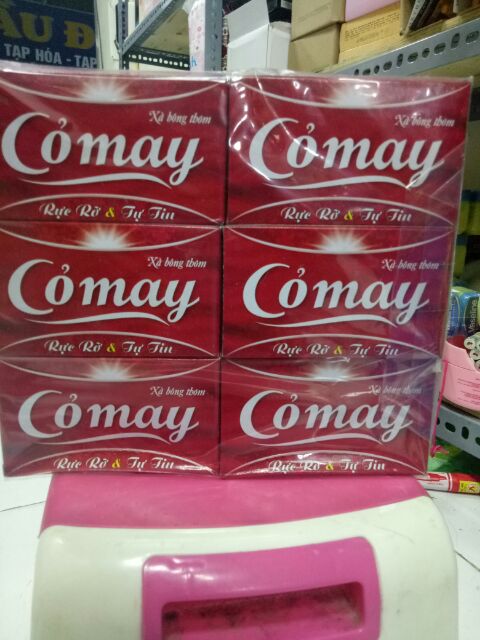 ẦU Đ
TẠP HÓA - TẠP
Xà bông thơm
Cỏmay
Rực Rỡ & Tự Tin
Xà bông thơm
Cỏmay
Rực Rỡ & Tự Tin
Xà bông thơm
Cỏmay
Rực Rỡ & Tự Tin
Xà bông thơm
Cỏmay
Rực Rỡ & Tự Tin
Xà bông thơm
Cỏmay
Rực Rỡ & Tự Tin
Xà bông thơm
Cỏmay
Rực Rỡ & Tự Tin
Vaseline